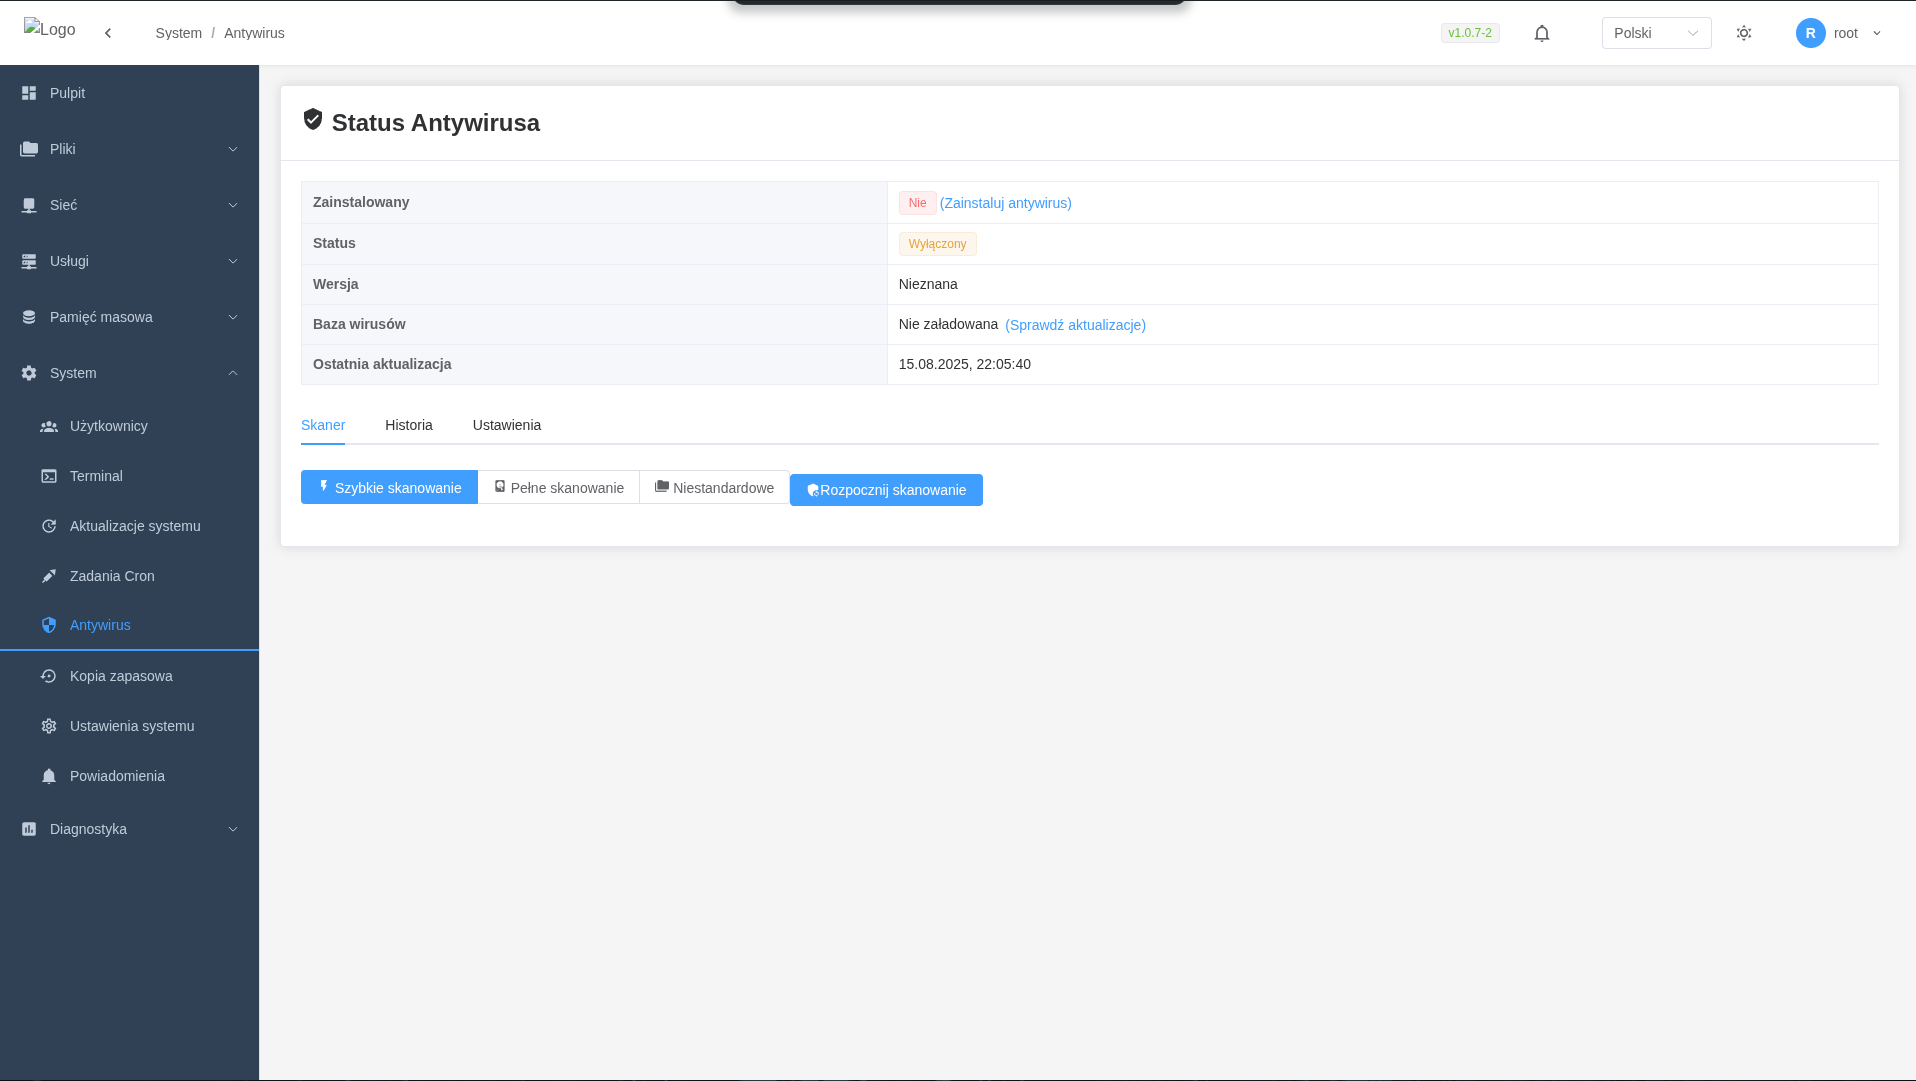 Logo
System / Antywirus
v1.0.7-2
Polski
R root
Pulpit
Pliki
Sieć
Usługi
Pamięć masowa
System
Użytkownicy
Terminal
Aktualizacje systemu
Zadania Cron
Antywirus
Kopia zapasowa
Ustawienia systemu
Powiadomienia
Diagnostyka
Status Antywirusa
Zainstalowany Nie (Zainstaluj antywirus)
Status Wyłączony
Wersja Nieznana
Baza wirusów Nie załadowana (Sprawdź aktualizacje)
Ostatnia aktualizacja 15.08.2025, 22:05:40
Skaner Historia Ustawienia
Szybkie skanowanie Pełne skanowanie Niestandardowe Rozpocznij skanowanie